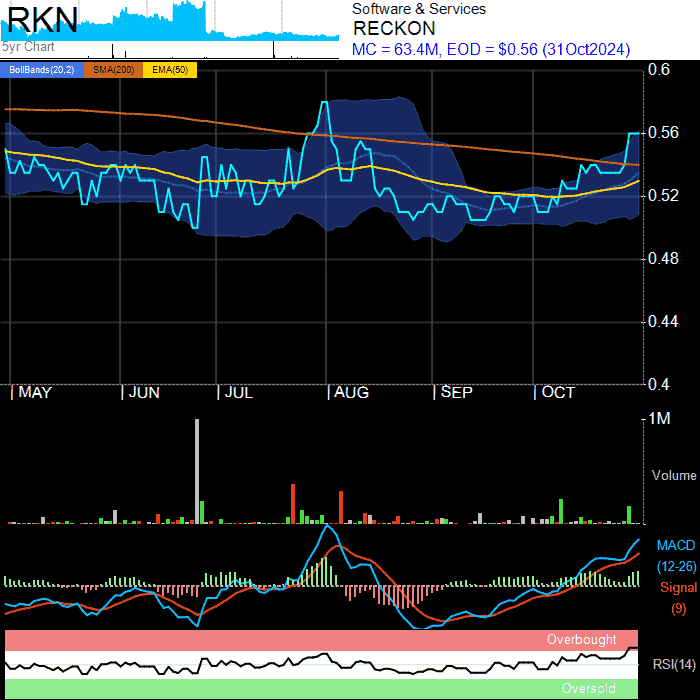 RKN
Software & Services
RECKON
MC = 63.4M, EOD = $0.56 (31Oct2024)
5yr Chart
BollBands(20,2) SMA(200) EMA(50)
0.6
0.56
0.52
0.48
0.44
0.4
MAY JUN JUL AUG SEP OCT
1M
Volume
MACD
(12-26)
Signal
(9)
Overbought
RSI(14)
Oversold